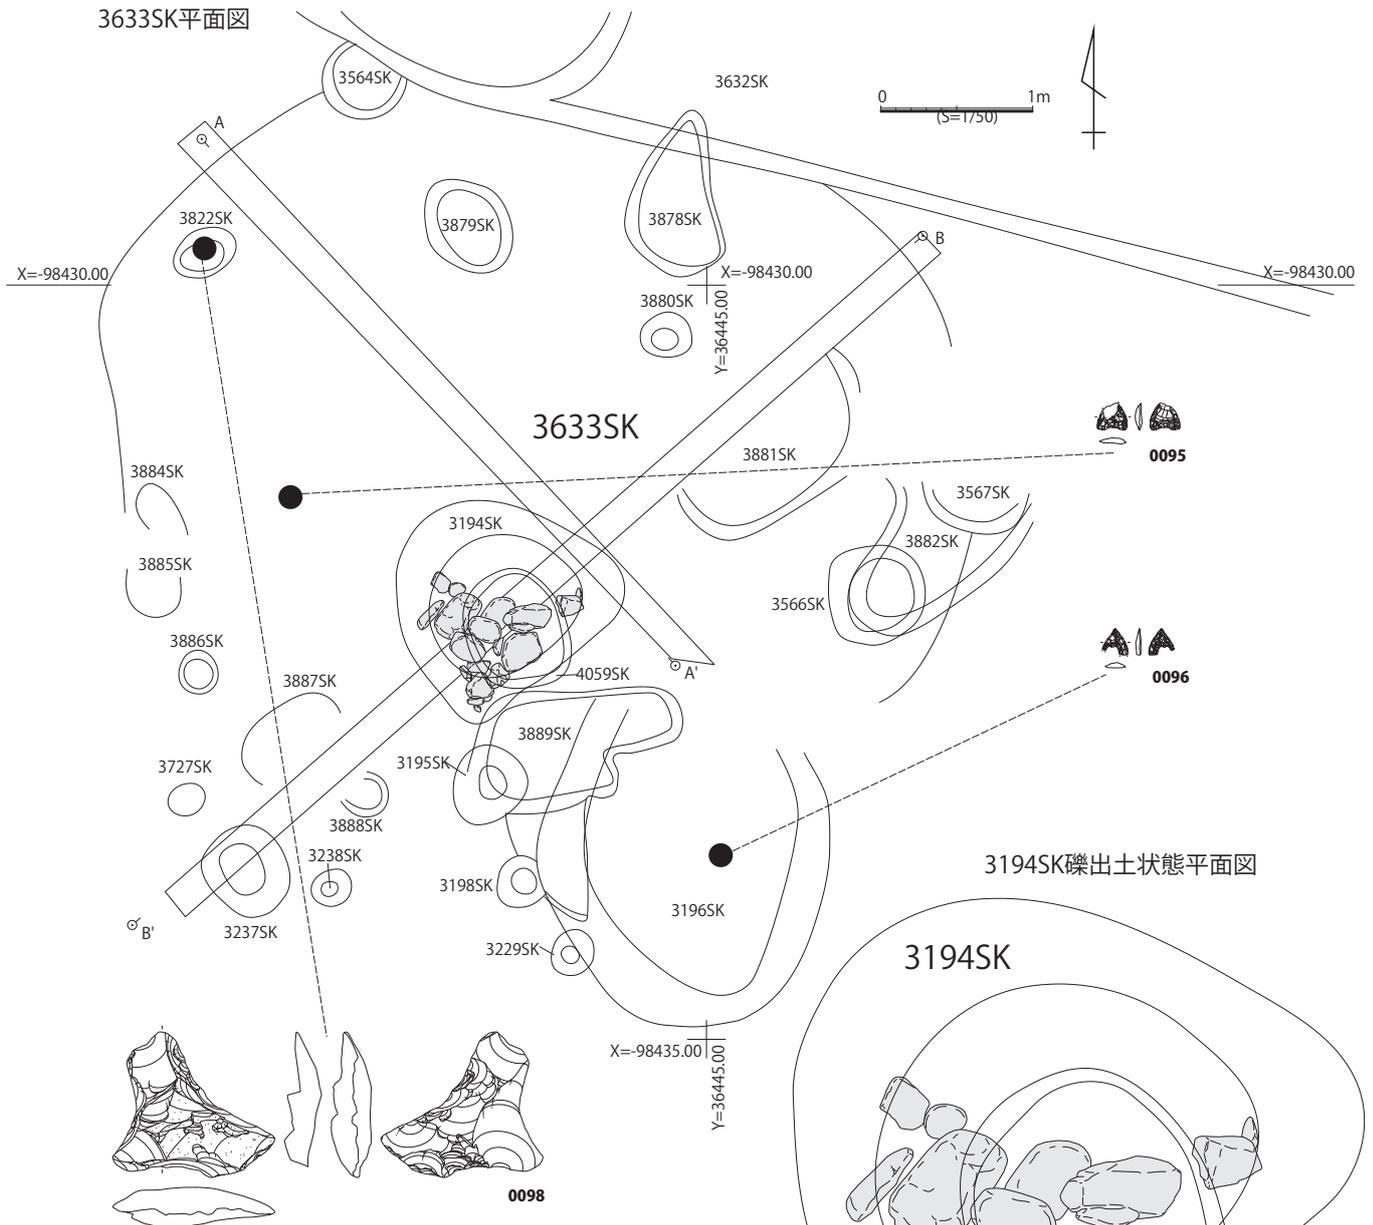 3633SK平面図
3564SK
3632SK
0 1m
(S=1/50)
A
3822SK
3879SK
3878SK
B
X=-98430.00
X=-98430.00
X=-98430.00
3880SK
Y=36445.00
3633SK
3881SK
0095
3884SK
3567SK
3194SK
3882SK
3885SK
3566SK
3886SK
A'
4059SK
0096
3887SK
3889SK
3195SK
3727SK
3888SK
3238SK
3194SK礫出土状態平面図
3198SK
3196SK
B'
3237SK
3229SK
3194SK
X=-98435.00
Y=36445.00
0098